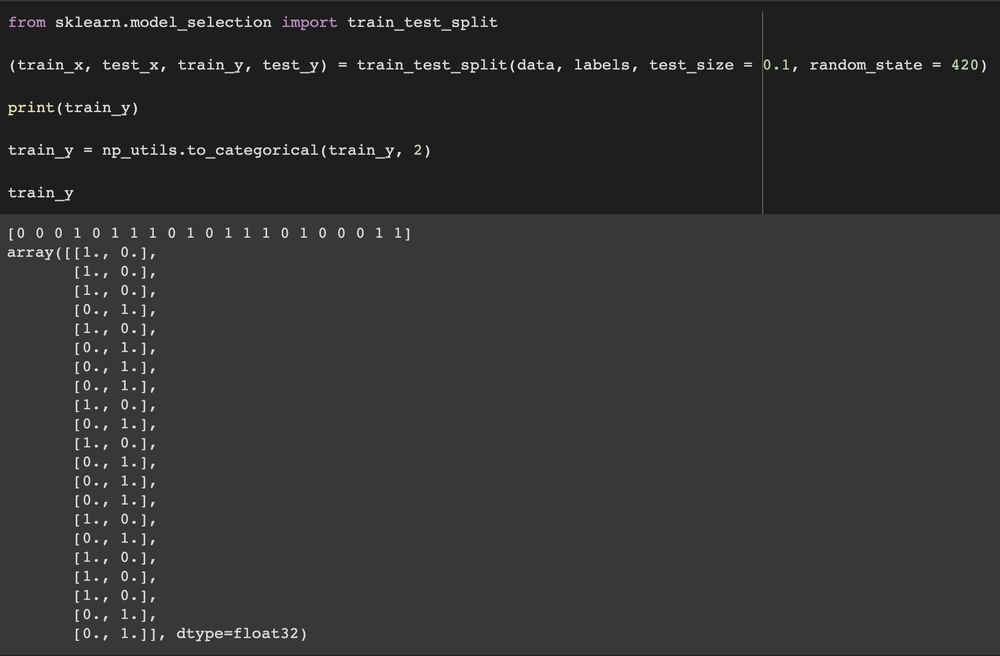 from sklearn.model_selection import train_test_split
(train_x, test_x, train_y, test_y) = train_test_split(data, labels, test_size = 0.1, random_state = 420)
print(train_y)
train_y = np_utils.to_categorical(train_y, 2)
train_y
[0 0 0 1 0 1 1 1 0 1 0 1 1 1 0 1 0 0 0 1 1]
array([[1., 0.],
[1., 0.],
[1., 0.],
[0., 1.],
[1., 0.],
[0., 1.],
[0., 1.],
[0., 1.],
[1., 0.],
[0., 1.],
[1., 0.],
[0., 1.],
[0., 1.],
[0., 1.],
[1., 0.],
[0., 1.],
[1., 0.],
[1., 0.],
[1., 0.],
[0., 1.],
[0., 1.]], dtype=float32)